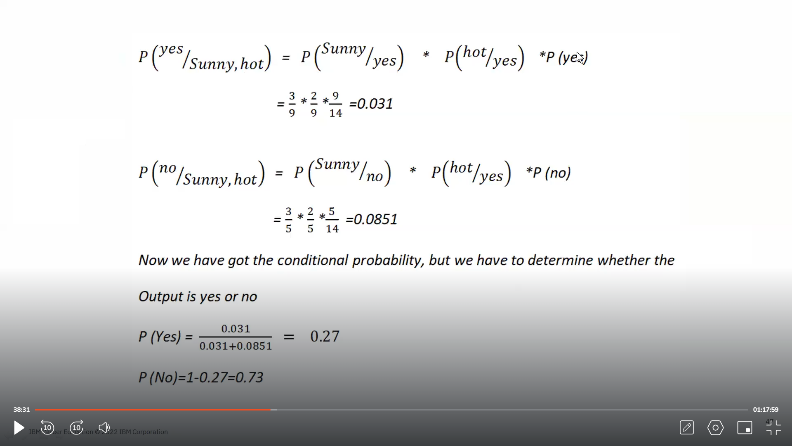 P (yes/Sunny, hot) = P (Sunny/yes) * P(hot/yes) *P (yes)
= 3/9 * 2/9 * 9/14 =0.031
P (no/Sunny, hot) = P (Sunny/no) * P(hot/yes) *P (no)
= 3/5 * 2/5 * 5/14 =0.0851
Now we have got the conditional probability, but we have to determine whether the
Output is yes or no
P (Yes) = 0.031/0.031+0.0851 = 0.27
P (No)=1-0.27=0.73
38:31 01:17:59
10 10
IBM Corporation